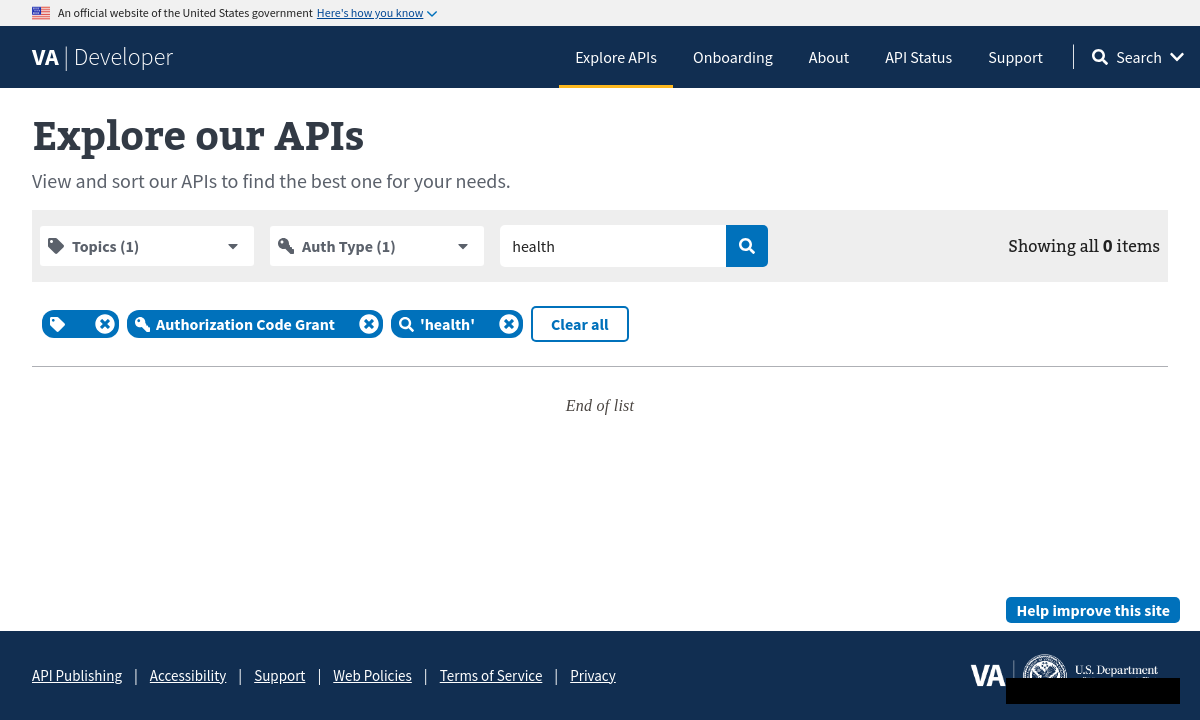 An official website of the United States government Here's how you know
VA | Developer
Explore APIs
Onboarding
About
API Status
Support
Search
Explore our APIs
View and sort our APIs to find the best one for your needs.
Topics (1)
Auth Type (1)
health
Showing all 0 items
Authorization Code Grant
'health'
Clear all
End of list
Help improve this site
API Publishing | Accessibility | Support | Web Policies | Terms of Service | Privacy
VA
U.S. Department